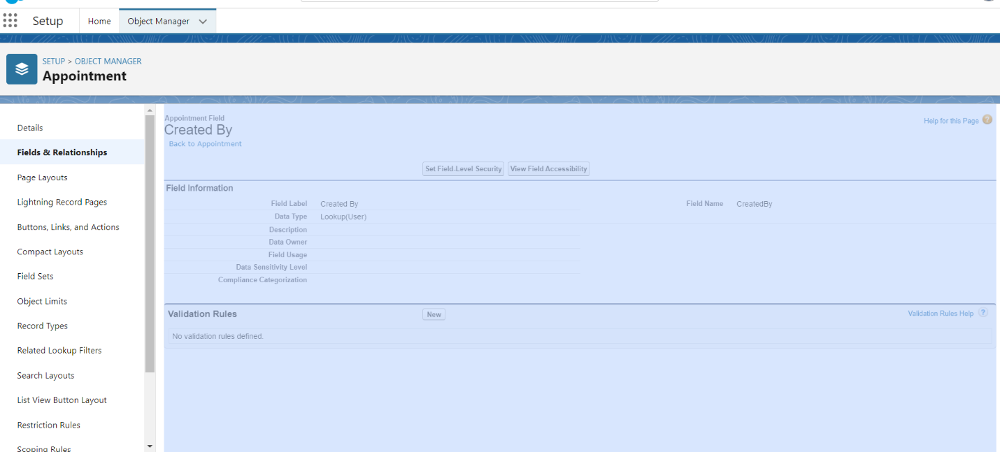 Setup
Home
Object Manager
SETUP > OBJECT MANAGER
Appointment
Details
Fields & Relationships
Page Layouts
Lightning Record Pages
Buttons, Links, and Actions
Compact Layouts
Field Sets
Object Limits
Record Types
Related Lookup Filters
Search Layouts
List View Button Layout
Restriction Rules
Scoping Rules
Appointment Field
Created By
Back to Appointment
Help for this Page ?
Set Field-Level Security View Field Accessibility
Field Information
Field Label Created By Field Name CreatedBy
Data Type Lookup(User)
Description
Data Owner
Field Usage
Data Sensitivity Level
Compliance Categorization
Validation Rules New Validation Rules Help ?
No validation rules defined.